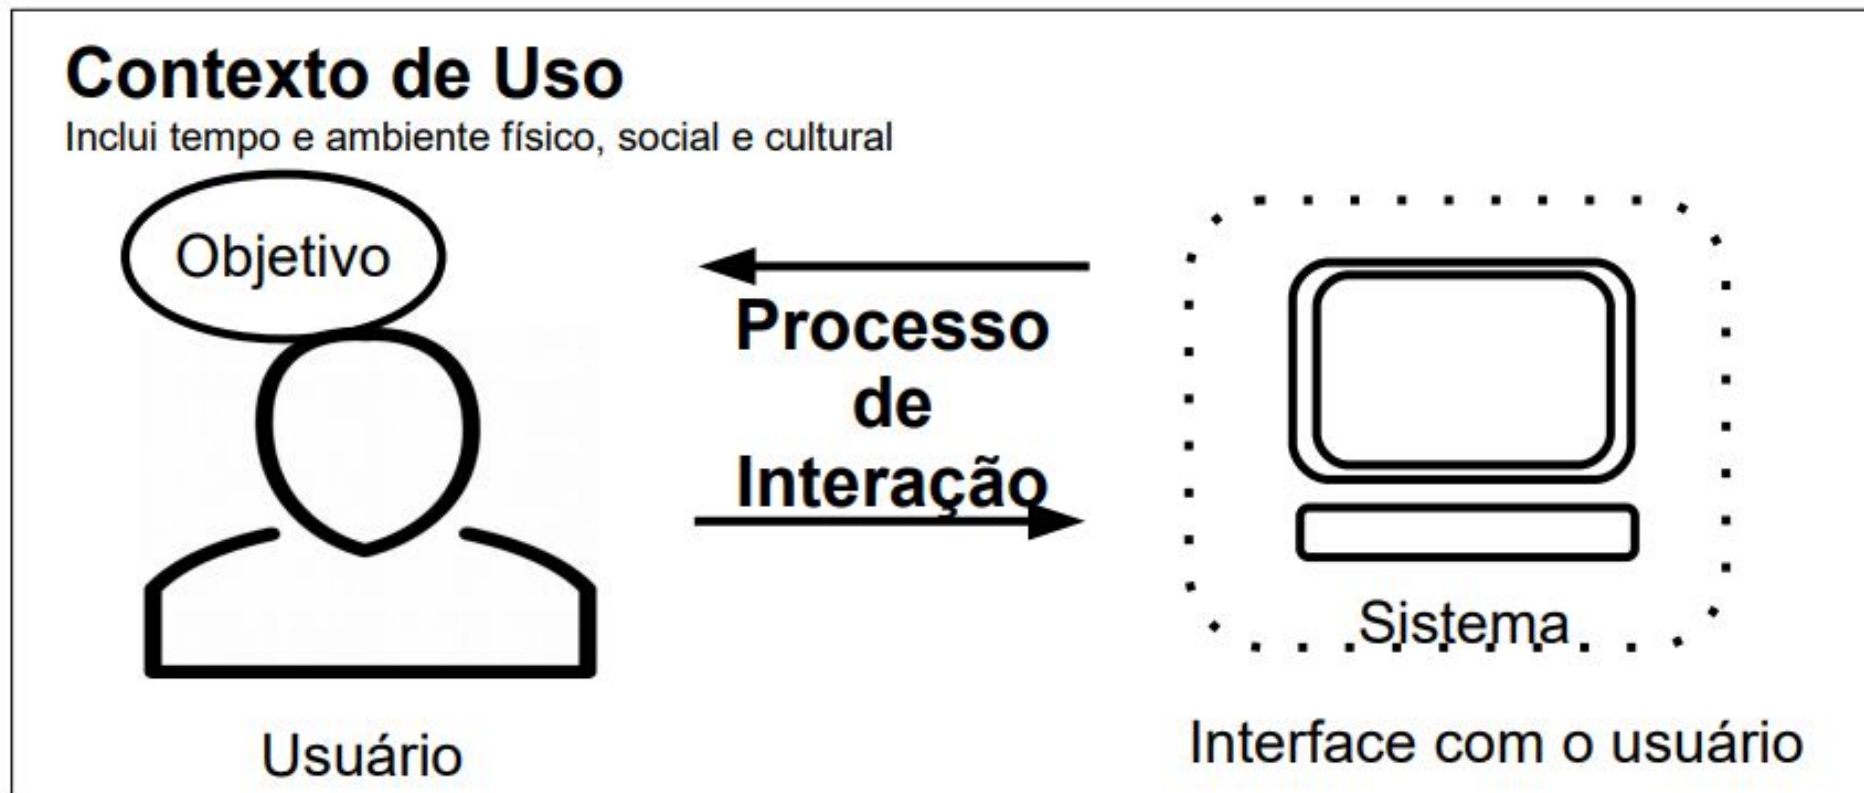 Contexto de Uso
Inclui tempo e ambiente físico, social e cultural
Objetivo
Processo
de
Interação
Sistema
Usuário
Interface com o usuário